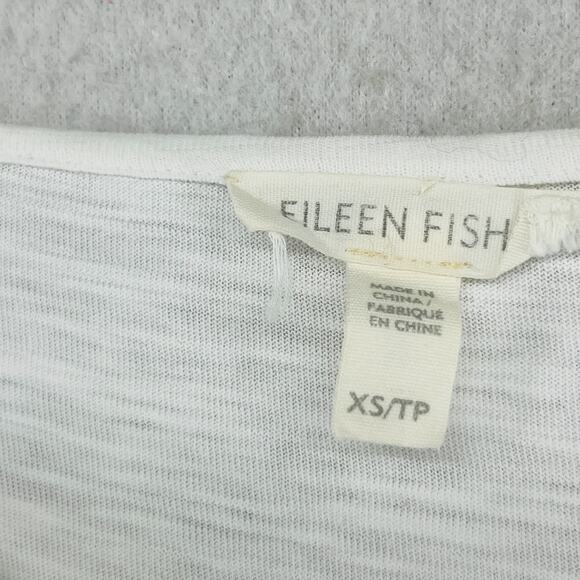 EILEEN FISH
MADE IN
CHINA /
FABRIQUÉ
EN CHINE
XS/TP